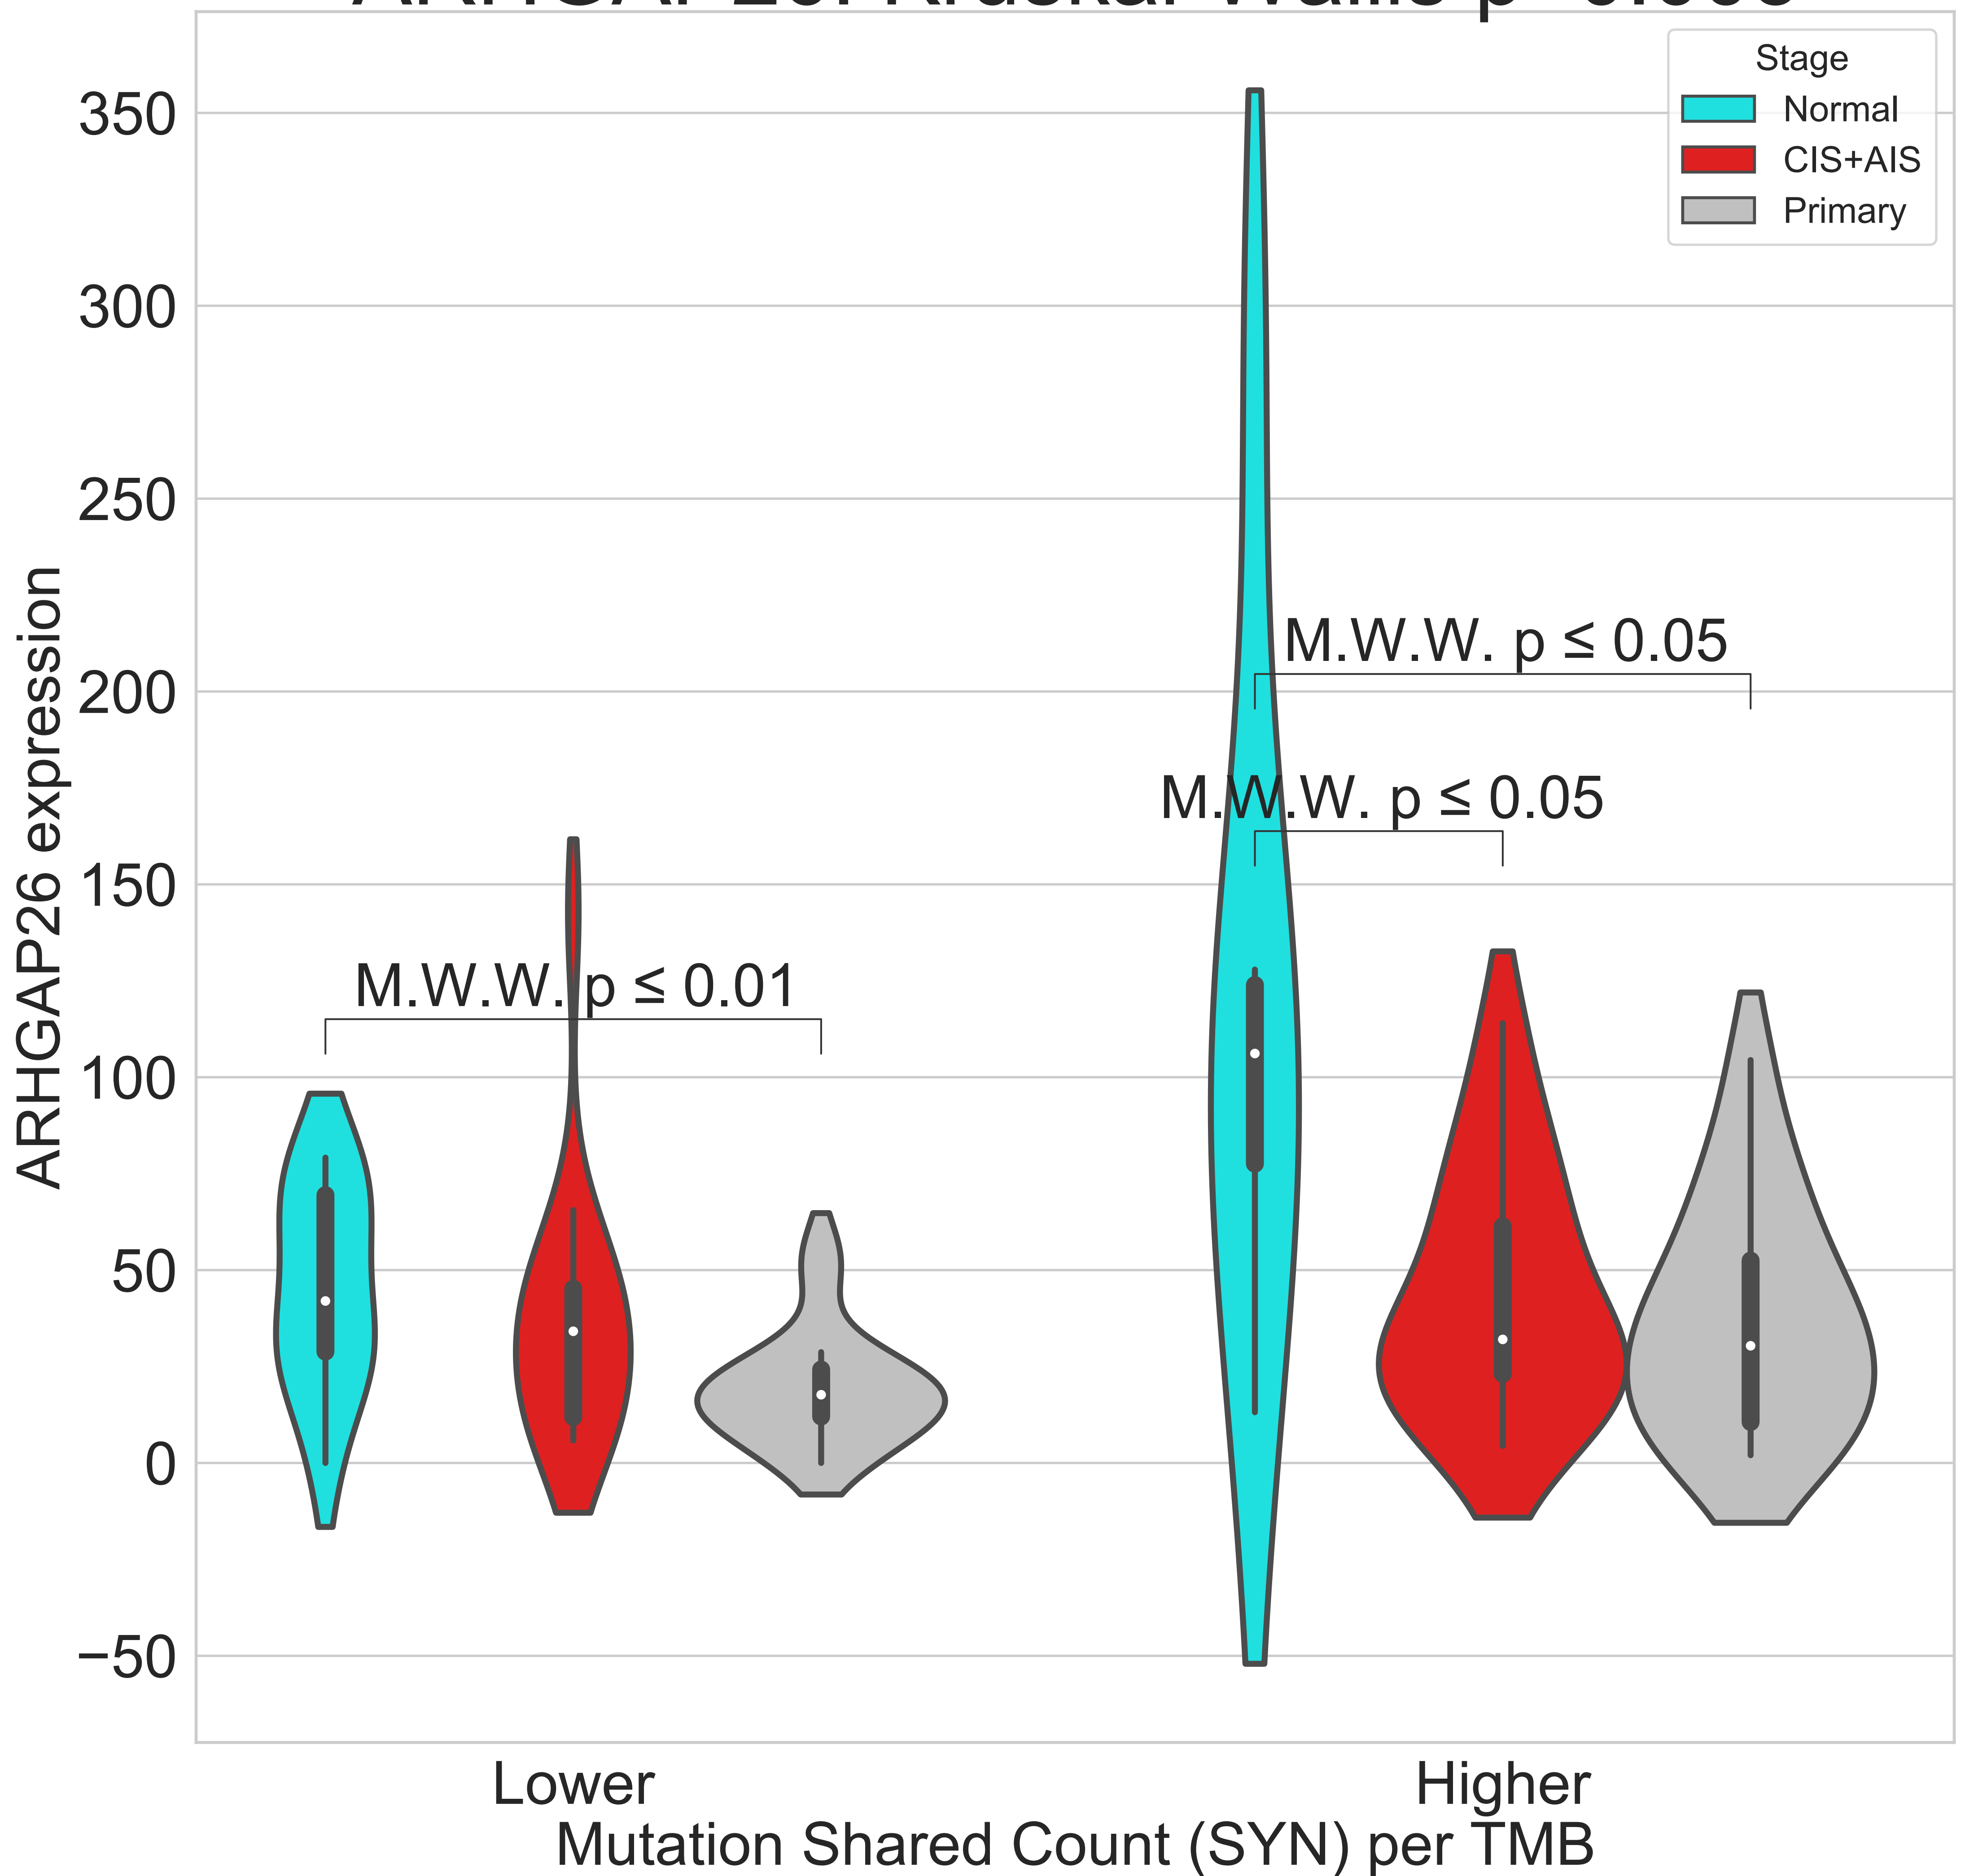 Stage
Normal
CIS+AIS
Primary
350
300
250
200
150
100
50
0
−50
ARHGAP26 expression
M.W.W. p ≤ 0.05
M.W.W. p ≤ 0.05
M.W.W. p ≤ 0.01
Lower
Higher
Mutation Shared Count (SYN) per TMB